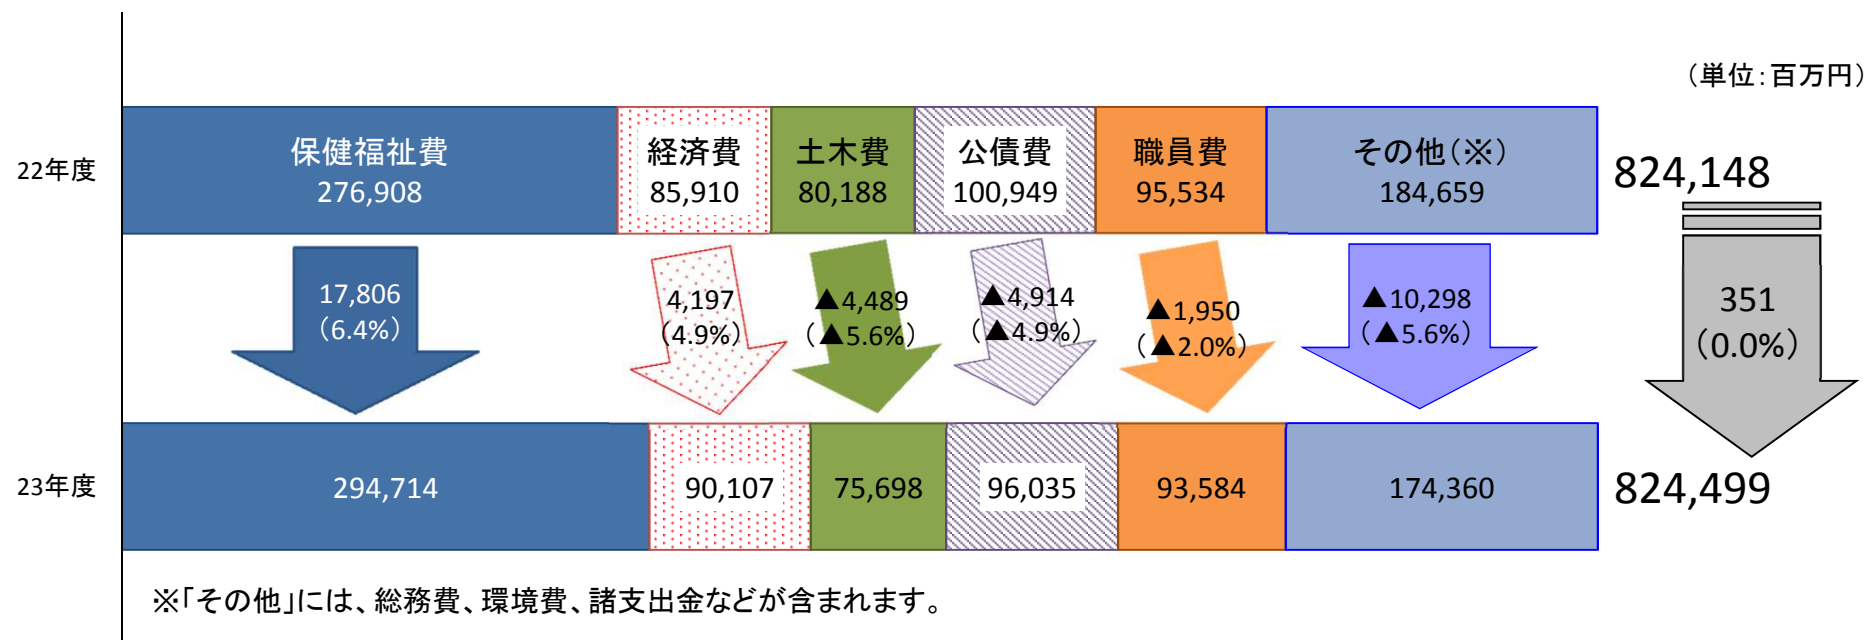 (単位:百万円)
22年度
保健福祉費
276,908
経済費
85,910
土木費
80,188
公債費
100,949
職員費
95,534
その他(※)
184,659
824,148
17,806
(6.4%)
4,197
(4.9%)
▲4,489
(▲5.6%)
▲4,914
(▲4.9%)
▲1,950
(▲2.0%)
▲10,298
(▲5.6%)
351
(0.0%)
23年度
294,714
90,107
75,698
96,035
93,584
174,360
824,499
※「その他」には、総務費、環境費、諸支出金などが含まれます。